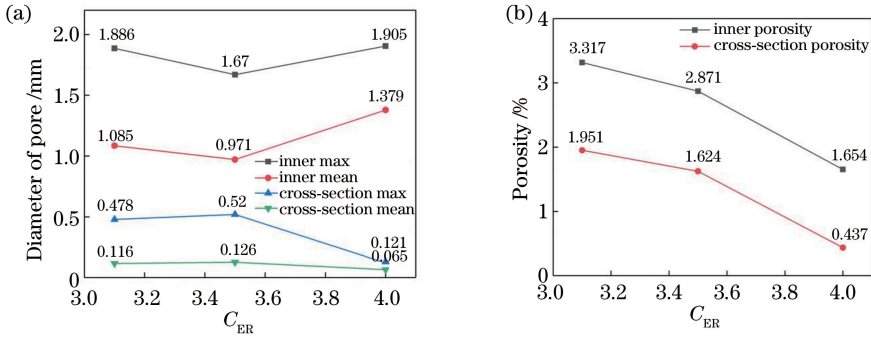 (a)
Diameter of pore /mm
2.0
1.5
1.0
0.5
0
1.886
1.67
1.905
1.085
0.971
1.379
inner max
inner mean
cross-section max
cross-section mean
0.478
0.52
0.121
0.116
0.126
0.065
3.0 3.2 3.4 3.6 3.8 4.0
C_ER
(b)
Porosity /%
4
3
2
1
0
inner porosity
cross-section porosity
3.317
2.871
1.951
1.624
1.654
0.437
3.0 3.2 3.4 3.6 3.8 4.0
C_ER